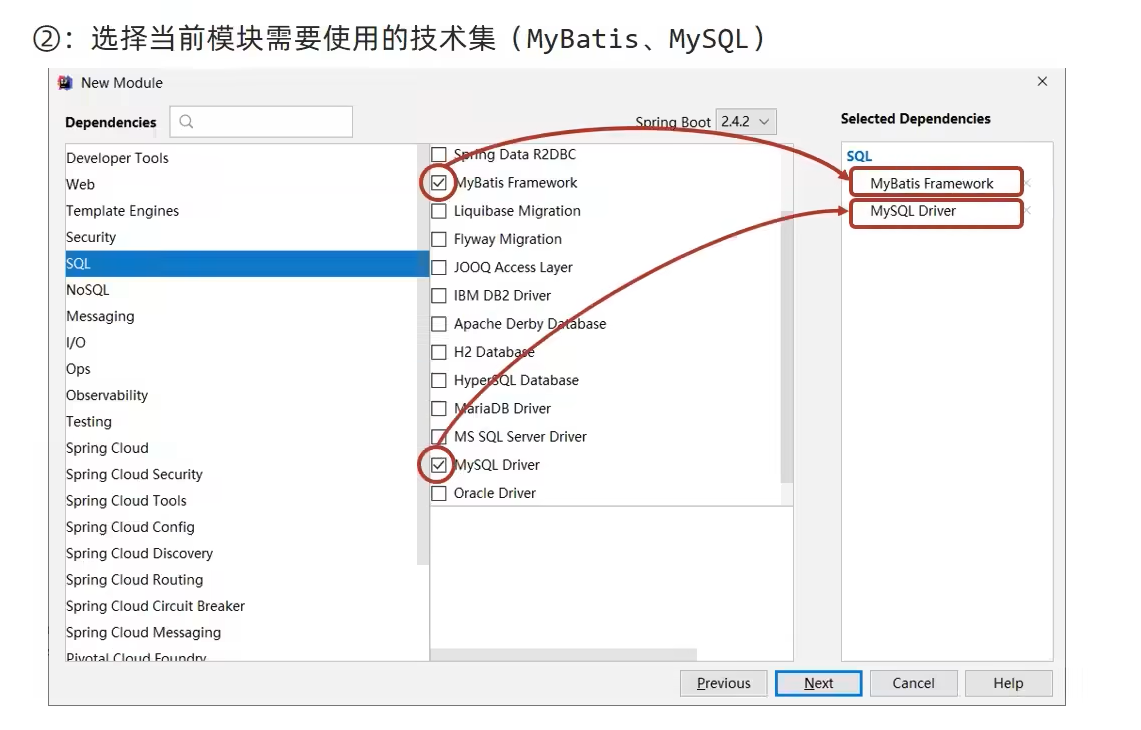 ②：选择当前模块需要使用的技术集（MyBatis、MySQL）
New Module
Dependencies
Spring Boot 2.4.2
Selected Dependencies
Developer Tools
Web
Template Engines
Security
SQL
NoSQL
Messaging
I/O
Ops
Observability
Testing
Spring Cloud
Spring Cloud Security
Spring Cloud Tools
Spring Cloud Config
Spring Cloud Discovery
Spring Cloud Routing
Spring Cloud Circuit Breaker
Spring Cloud Messaging
Pivotal Cloud Foundry
Spring Data R2DBC
MyBatis Framework
Liquibase Migration
Flyway Migration
JOOQ Access Layer
IBM DB2 Driver
Apache Derby Database
H2 Database
HyperSQL Database
MariaDB Driver
MS SQL Server Driver
MySQL Driver
Oracle Driver
SQL
MyBatis Framework
MySQL Driver
Previous
Next
Cancel
Help